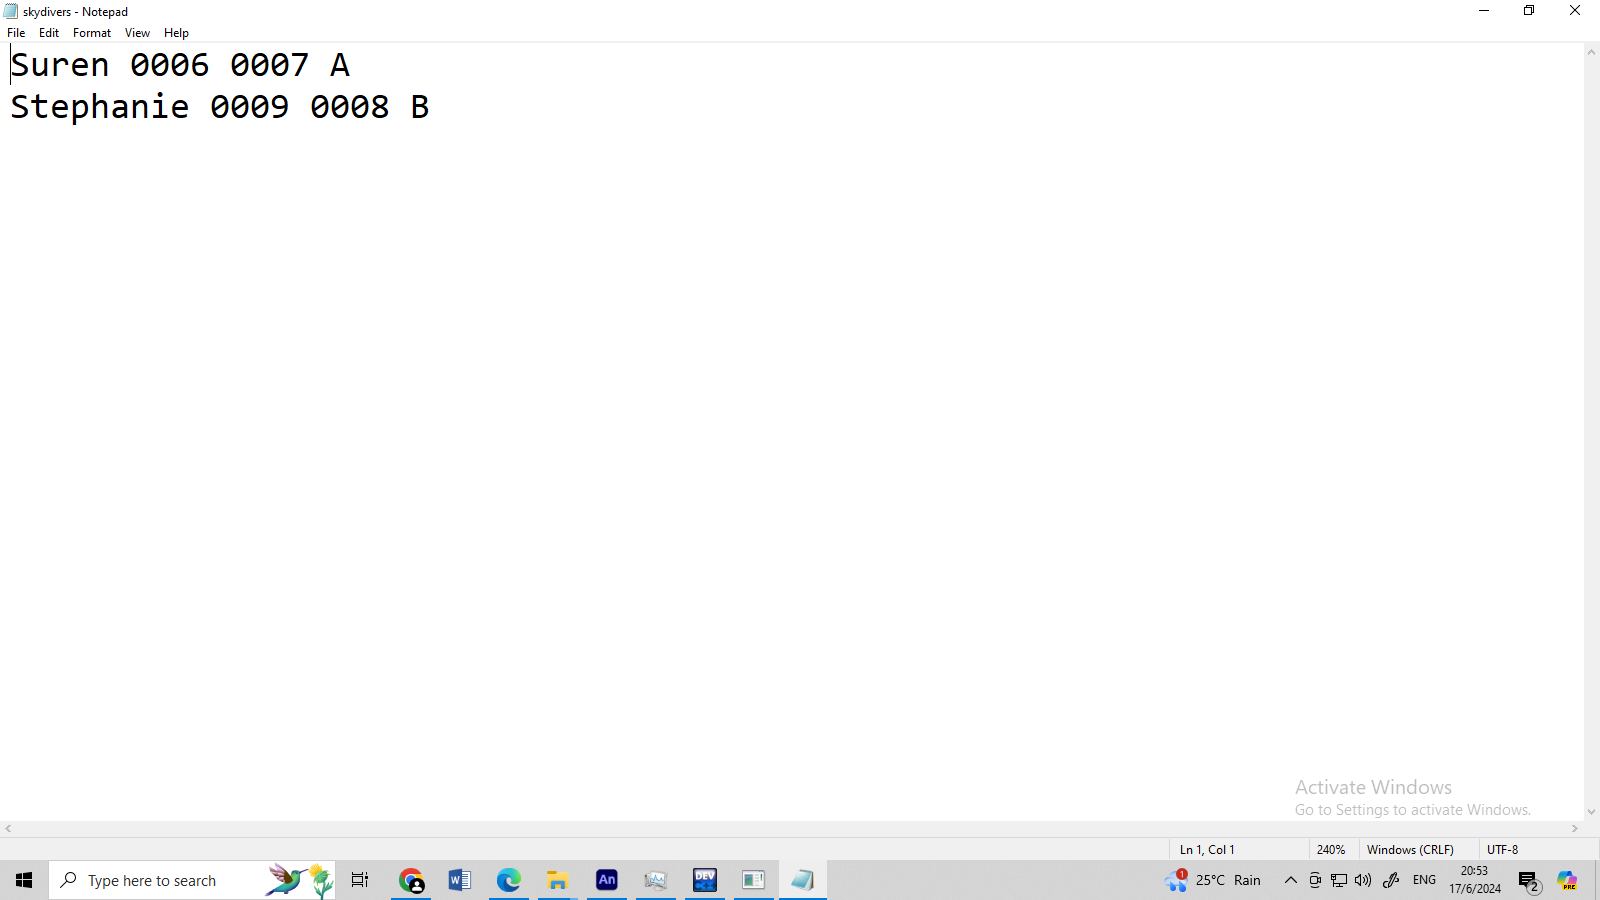 skydivers - Notepad
File Edit Format View Help
Suren 0006 0007 A
Stephanie 0009 0008 B
Activate Windows
Go to Settings to activate Windows.
Ln 1, Col 1 240% Windows (CRLF) UTF-8
Type here to search
W
An
DEV
1
25°C Rain
ENG
20:53
17/6/2024
2
PRE